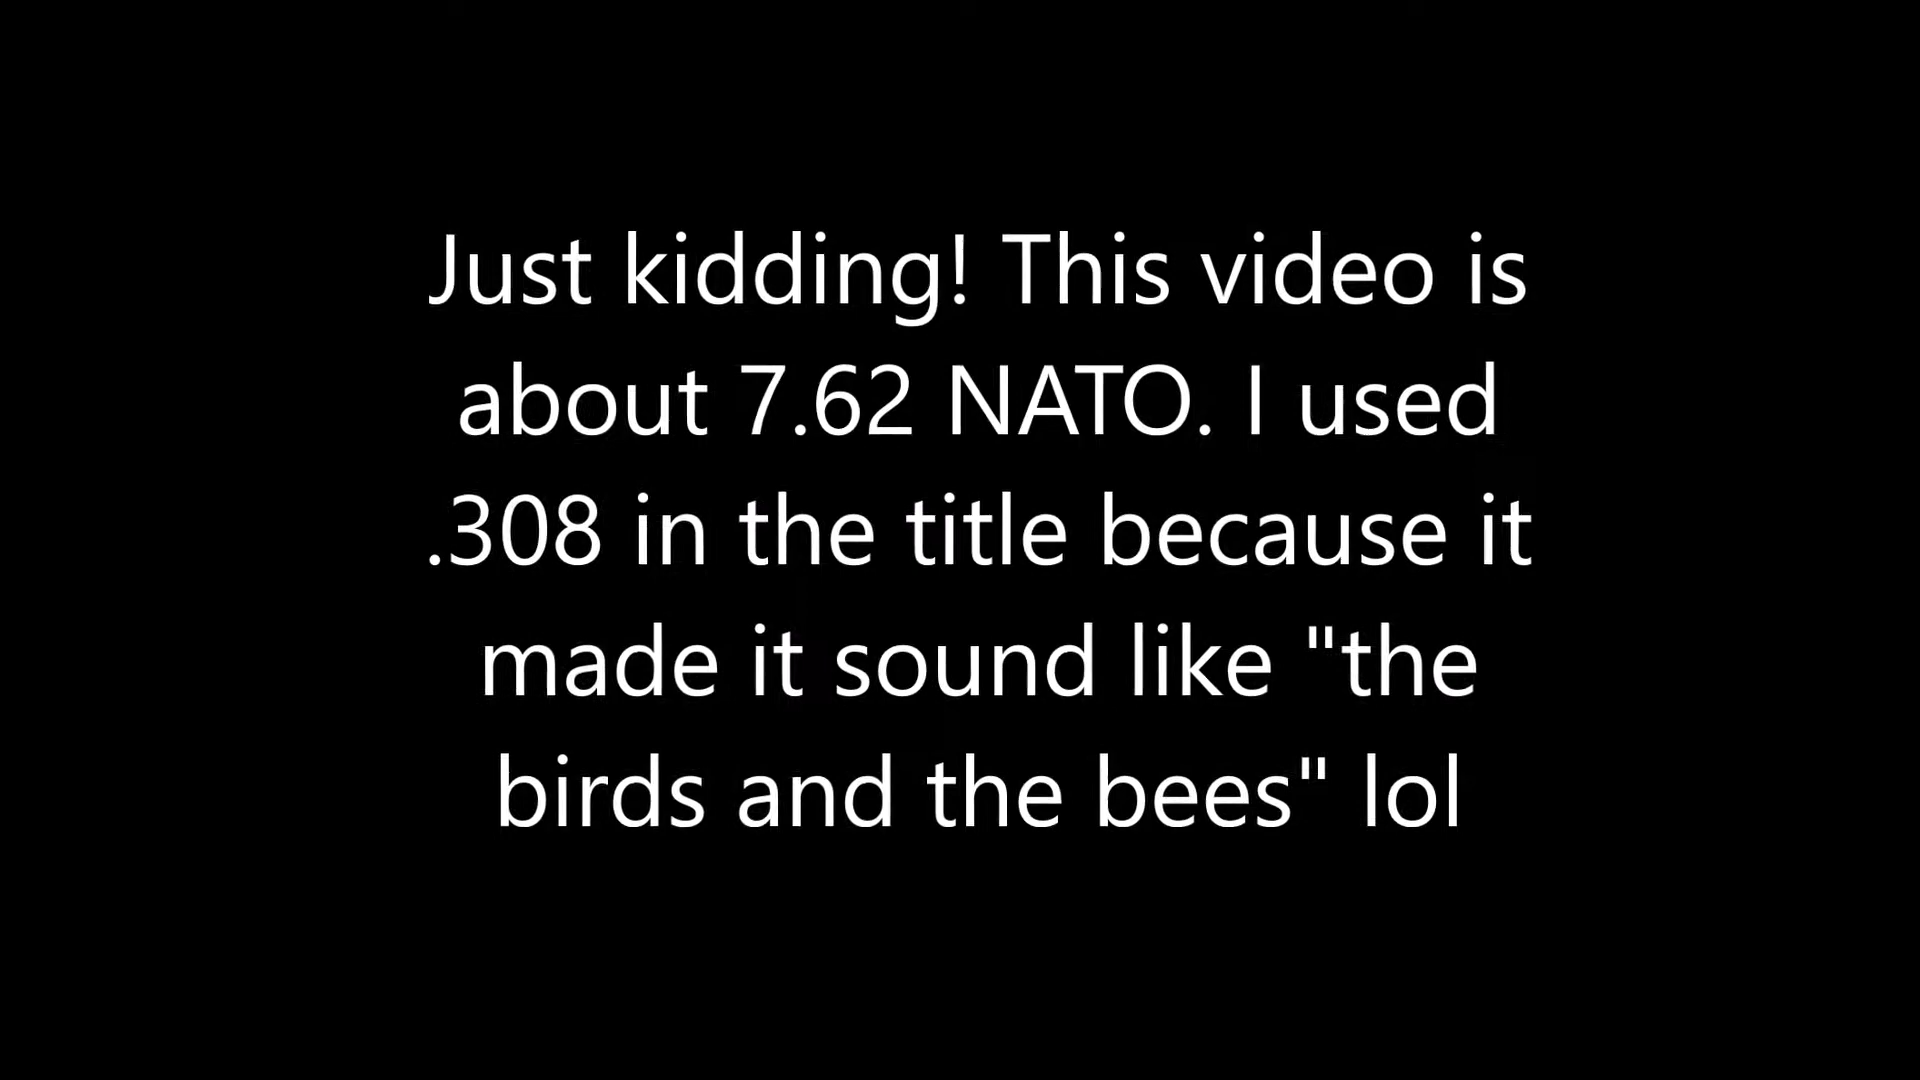 Just kidding! This video is
about 7.62 NATO. I used
.308 in the title because it
made it sound like "the
birds and the bees" lol